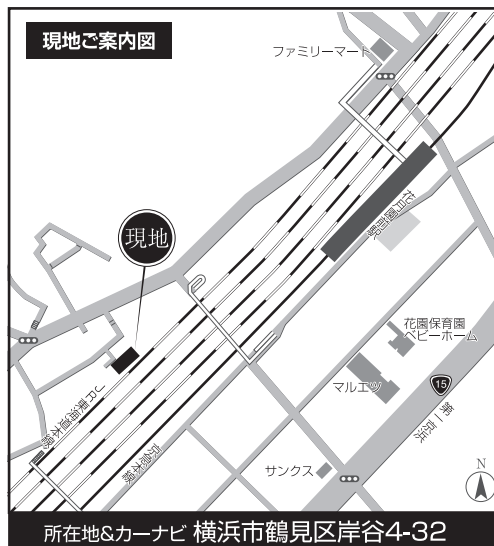 現地ご案内図
ファミリーマート
花月園前駅
現地
花園保育園
ベビーホーム
マルエツ
15
第一京浜
JR東海道本線
京急本線
サンクス
N
所在地&カーナビ 横浜市鶴見区岸谷4-32